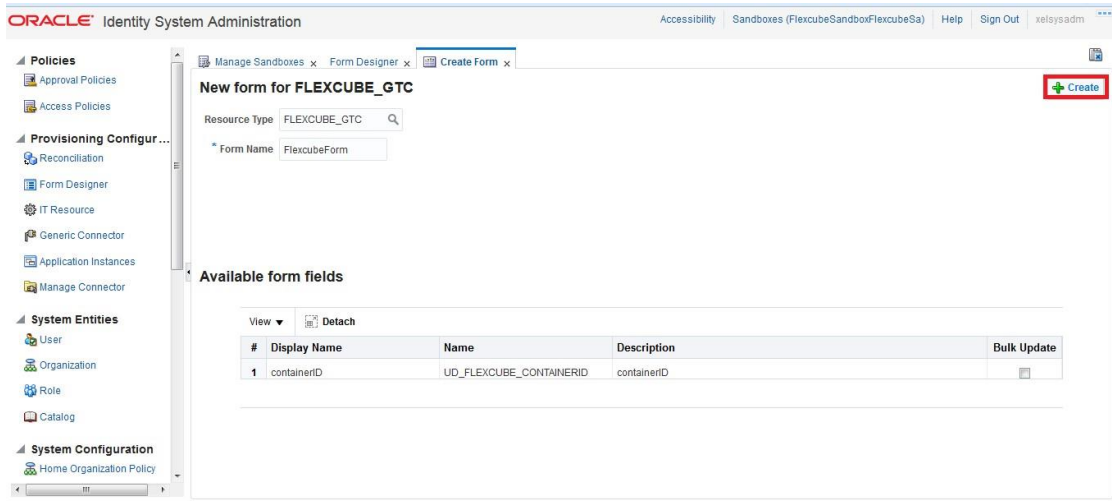 ORACLE® Identity System Administration
Accessibility Sandboxes (FlexcubeSandboxFlexcubeSa) Help Sign Out xelsysadm
Policies
Approval Policies
Access Policies
Provisioning Configur...
Reconciliation
Form Designer
IT Resource
Generic Connector
Application Instances
Manage Connector
System Entities
User
Organization
Role
Catalog
System Configuration
Home Organization Policy
Manage Sandboxes x Form Designer x Create Form x
New form for FLEXCUBE_GTC
Create
Resource Type FLEXCUBE_GTC
* Form Name FlexcubeForm
Available form fields
View Detach
# Display Name Name Description Bulk Update
1 containerID UD_FLEXCUBE_CONTAINERID containerID